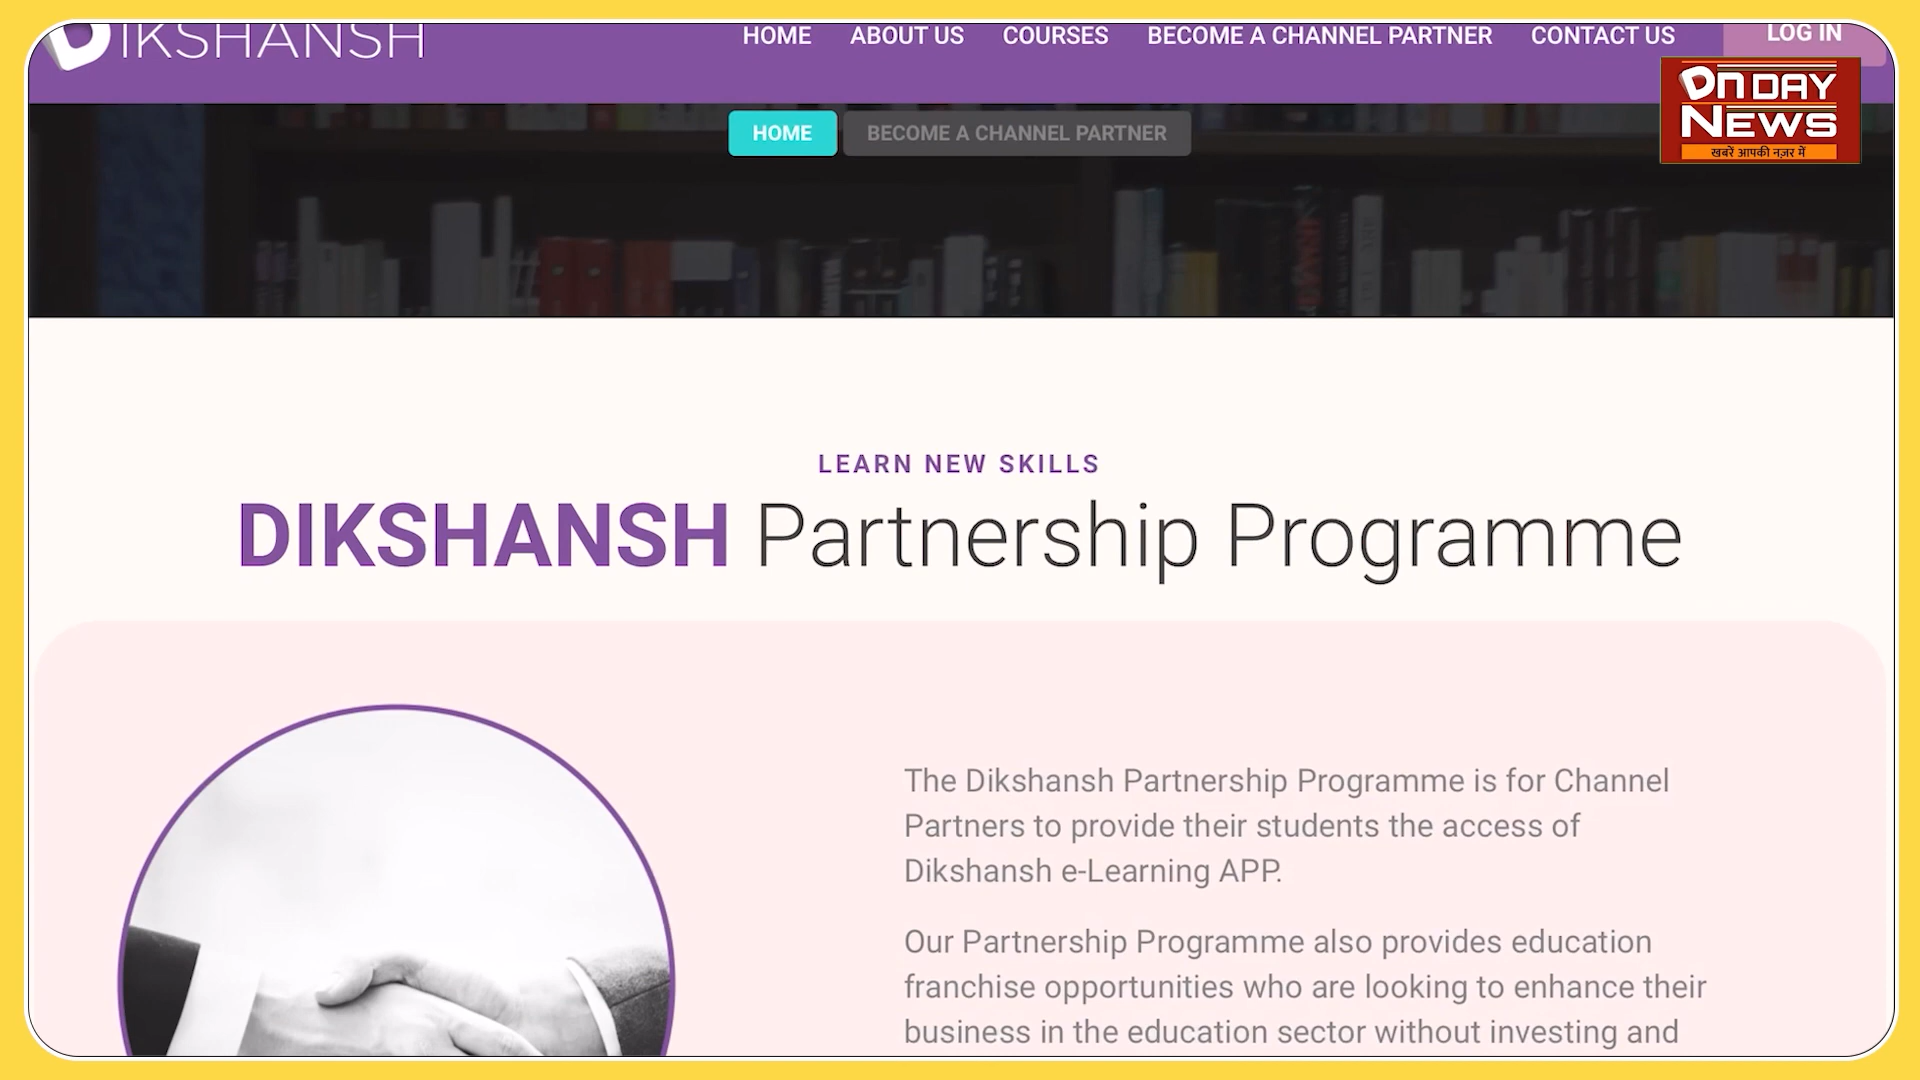 DIKSHANSH
HOME ABOUT US COURSES BECOME A CHANNEL PARTNER CONTACT US LOG IN
On DAY
NEWS
खबरें आपकी नज़र में
HOME BECOME A CHANNEL PARTNER
LEARN NEW SKILLS
DIKSHANSH Partnership Programme
The Dikshansh Partnership Programme is for Channel
Partners to provide their students the access of
Dikshansh e-Learning APP.
Our Partnership Programme also provides education
franchise opportunities who are looking to enhance their
business in the education sector without investing and